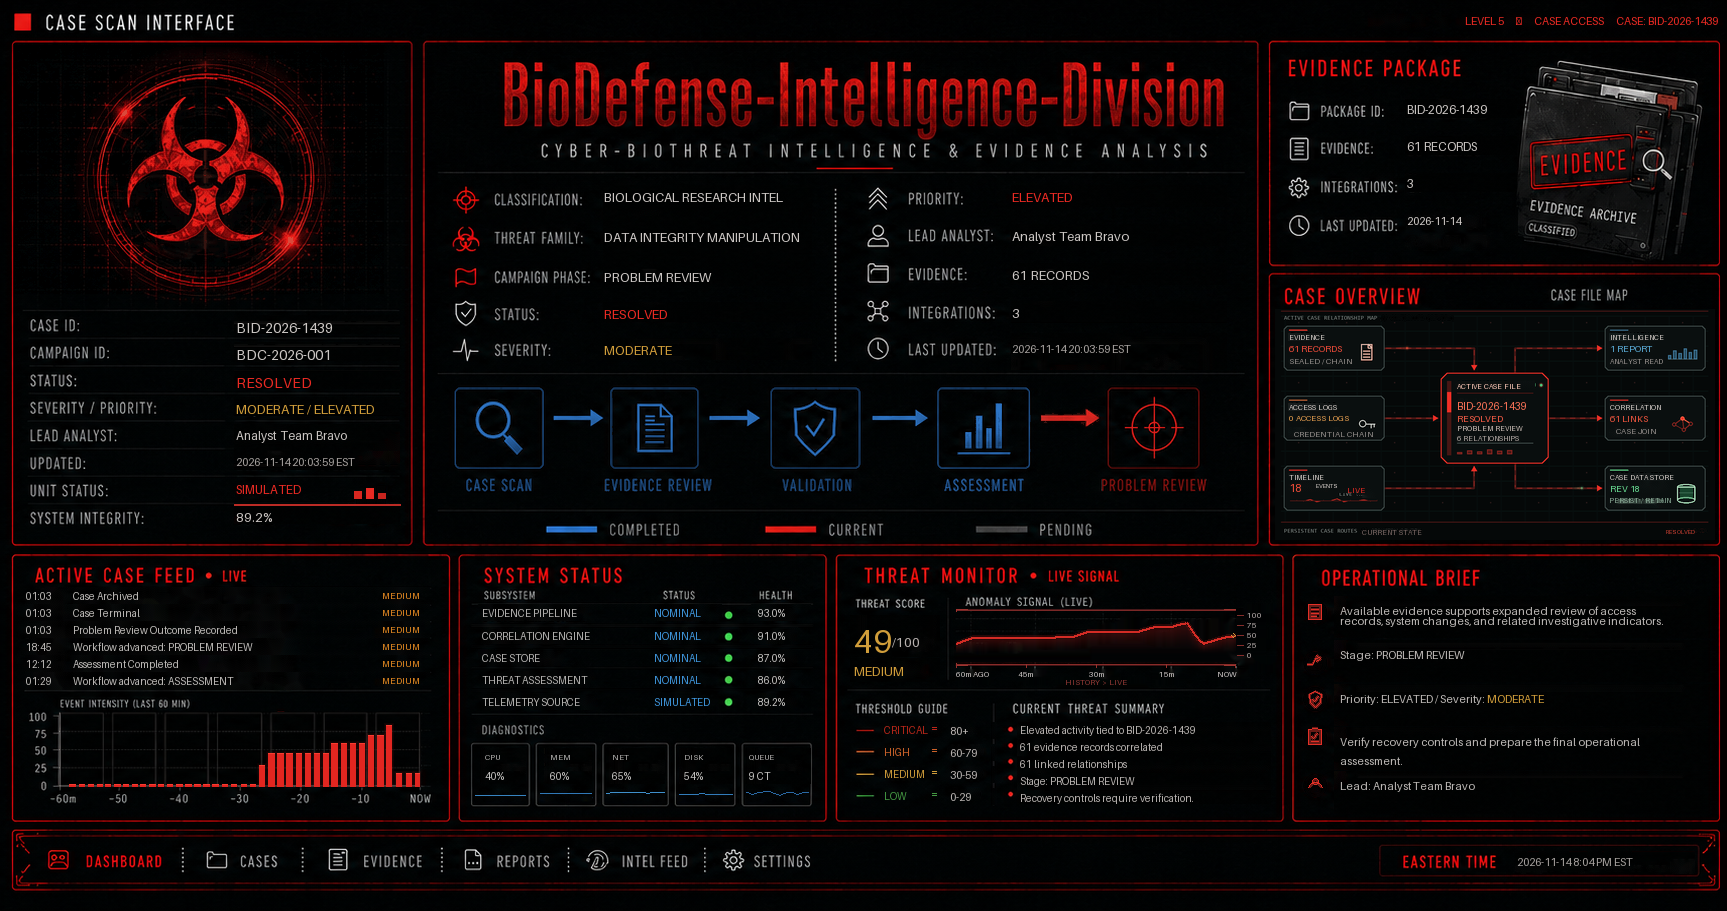 CASE SCAN INTERFACE
LEVEL 5 CASE ACCESS CASE: BID-2026-1439
CASE ID: BID-2026-1439
CAMPAIGN ID: BDC-2026-001
STATUS: RESOLVED
SEVERITY / PRIORITY: MODERATE / ELEVATED
LEAD ANALYST: Analyst Team Bravo
UPDATED: 2026-11-14 20:03:59 EST
UNIT STATUS: SIMULATED
SYSTEM INTEGRITY: 89.2%
BioDefense-Intelligence-Division
CYBER-BIOTHREAT INTELLIGENCE & EVIDENCE ANALYSIS
CLASSIFICATION: BIOLOGICAL RESEARCH INTEL
THREAT FAMILY: DATA INTEGRITY MANIPULATION
CAMPAIGN PHASE: PROBLEM REVIEW
STATUS: RESOLVED
SEVERITY: MODERATE
PRIORITY: ELEVATED
LEAD ANALYST: Analyst Team Bravo
EVIDENCE: 61 RECORDS
INTEGRATIONS: 3
LAST UPDATED: 2026-11-14 20:03:59 EST
CASE SCAN EVIDENCE REVIEW VALIDATION ASSESSMENT PROBLEM REVIEW
COMPLETED CURRENT PENDING
EVIDENCE PACKAGE
PACKAGE ID: BID-2026-1439
EVIDENCE: 61 RECORDS
INTEGRATIONS: 3
LAST UPDATED: 2026-11-14
EVIDENCE
EVIDENCE ARCHIVE
CLASSIFIED
CASE OVERVIEW CASE FILE MAP
ACTIVE CASE RELATIONSHIP MAP
EVIDENCE
61 RECORDS
SEALED / CHAIN
ACCESS LOGS
0 ACCESS LOGS
CREDENTIAL CHAIN
TIMELINE
18 EVENTS
LIVE
ACTIVE CASE FILE
BID-2026-1439
RESOLVED
PROBLEM REVIEW
6 RELATIONSHIPS
INTELLIGENCE
1 REPORT
ANALYST READ
CORRELATION
61 LINKS
CASE JOIN
CASE DATASTORE
REV 18
PERSISTENT CASE ROUTES CURRENT STATE RESOLVED
ACTIVE CASE FEED • LIVE
01:03 Case Archived MEDIUM
01:03 Case Terminal MEDIUM
01:03 Problem Review Outcome Recorded MEDIUM
18:45 Workflow advanced: PROBLEM REVIEW MEDIUM
12:12 Assessment Completed MEDIUM
01:29 Workflow advanced: ASSESSMENT MEDIUM
EVENT INTENSITY (LAST 60 MIN)
100
75
50
25
0
-60m -50 -40 -30 -20 -10 NOW
SYSTEM STATUS
SUBSYSTEM STATUS HEALTH
EVIDENCE PIPELINE NOMINAL 93.0%
CORRELATION ENGINE NOMINAL 91.0%
CASE STORE NOMINAL 87.0%
THREAT ASSESSMENT NOMINAL 86.0%
TELEMETRY SOURCE SIMULATED 89.2%
DIAGNOSTICS
CPU MEM NET DISK QUEUE
40% 60% 65% 54% 9 CT
THREAT MONITOR • LIVE SIGNAL
THREAT SCORE
49/100
MEDIUM
ANOMALY SIGNAL (LIVE)
100
75
50
25
0
60m AGO 45m 30m 15m NOW
HISTORY > LIVE
THRESHOLD GUIDE
CRITICAL = 80+
HIGH = 60-79
MEDIUM = 30-59
LOW = 0-29
CURRENT THREAT SUMMARY
• Elevated activity tied to BID-2026-1439
• 61 evidence records correlated
• 61 linked relationships
• Stage: PROBLEM REVIEW
• Recovery controls require verification.
OPERATIONAL BRIEF
Available evidence supports expanded review of access
records, system changes, and related investigative indicators.
Stage: PROBLEM REVIEW
Priority: ELEVATED / Severity: MODERATE
Verify recovery controls and prepare the final operational
assessment.
Lead: Analyst Team Bravo
DASHBOARD CASES EVIDENCE REPORTS INTEL FEED SETTINGS
EASTERN TIME 2026-11-14 8:04 PM EST